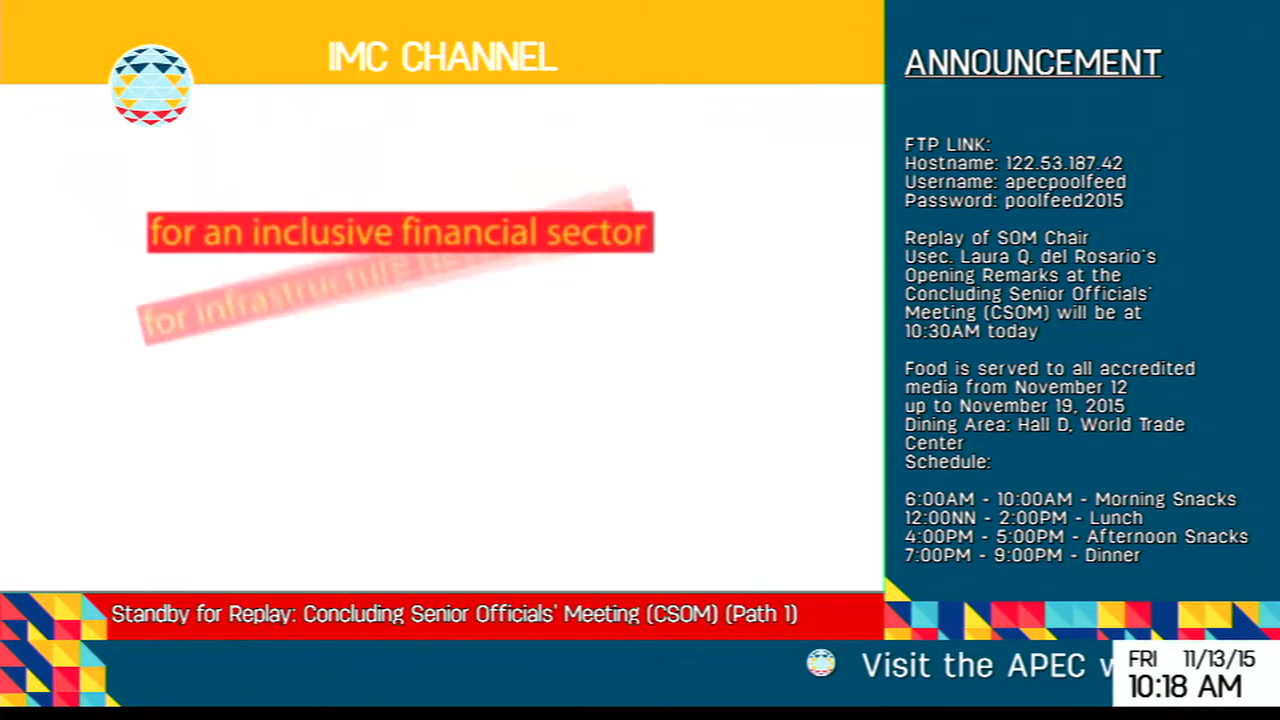 IMC CHANNEL
for an inclusive financial sector
for infrastructure
Standby for Replay: Concluding Senior Officials' Meeting (CSOM) (Path 1)
ANNOUNCEMENT
FTP LINK:
Hostname: 122.53.187.42
Username: apecpoolfeed
Password: poolfeed2015
Replay of SOM Chair
Usec. Laura Q. del Rosario's
Opening Remarks at the
Concluding Senior Officials'
Meeting (CSOM) will be at
10:30AM today
Food is served to all accredited
media from November 12
up to November 19, 2015
Dining Area: Hall D, World Trade
Center
Schedule:
6:00AM - 10:00AM - Morning Snacks
12:00NN - 2:00PM - Lunch
4:00PM - 5:00PM - Afternoon Snacks
7:00PM - 9:00PM - Dinner
Visit the APEC
FRI 11/13/15
10:18 AM